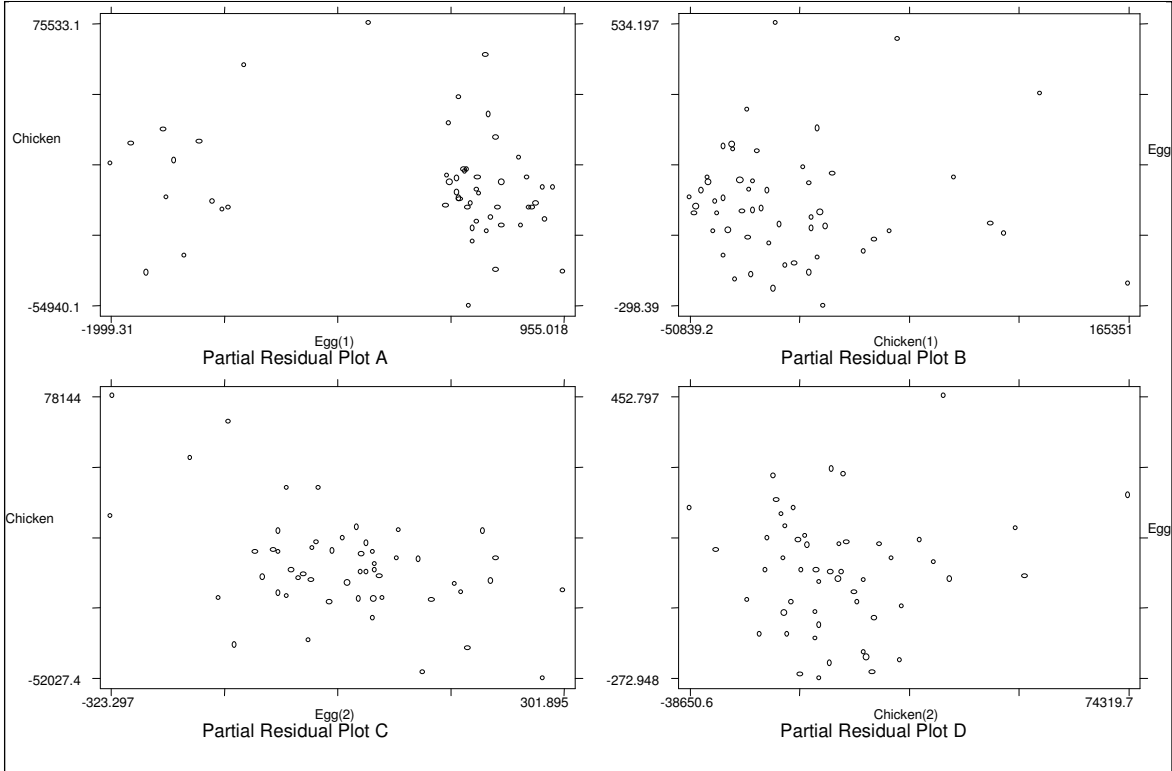 75533.1
Chicken
-54940.1
-1999.31
955.018
Egg(1)
Partial Residual Plot A
534.197
Egg
-298.39
-50839.2
165351
Chicken(1)
Partial Residual Plot B
78144
Chicken
-52027.4
-323.297
301.895
Egg(2)
Partial Residual Plot C
452.797
Egg
-272.948
-38650.6
74319.7
Chicken(2)
Partial Residual Plot D